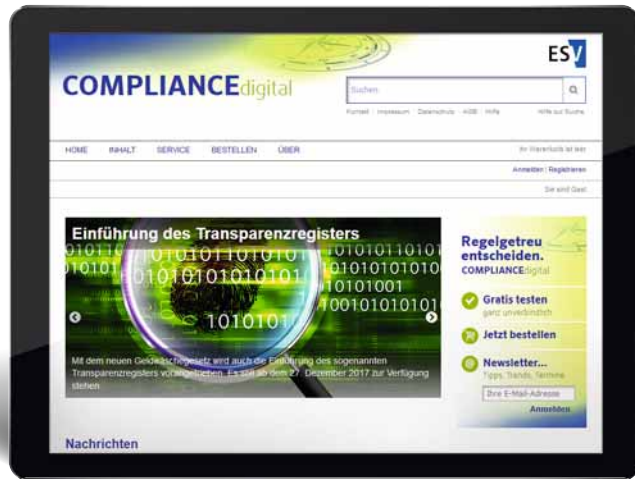 ESV
COMPLIANCEdigital
Suchen
Kontakt | Impressum | Datenschutz | AGB | Hilfe Hilfe zur Suche
HOME INHALT SERVICE BESTELLEN ÜBER
Ihr Warenkorb ist leer
Anmelden | Registrieren
Sie sind Gast
Einführung des Transparenzregisters
Mit dem neuen Geldwäschegesetz wird auch die Einführung des sogenannten
Transparenzregisters vorangetrieben. Es soll ab dem 27. Dezember 2017 zur Verfügung
stehen
Regelgetreu
entscheiden.
COMPLIANCEdigital
Gratis testen
ganz unverbindlich
Jetzt bestellen
Newsletter...
Tipps, Trends, Termine
Ihre E-Mail-Adresse
Anmelden
Nachrichten